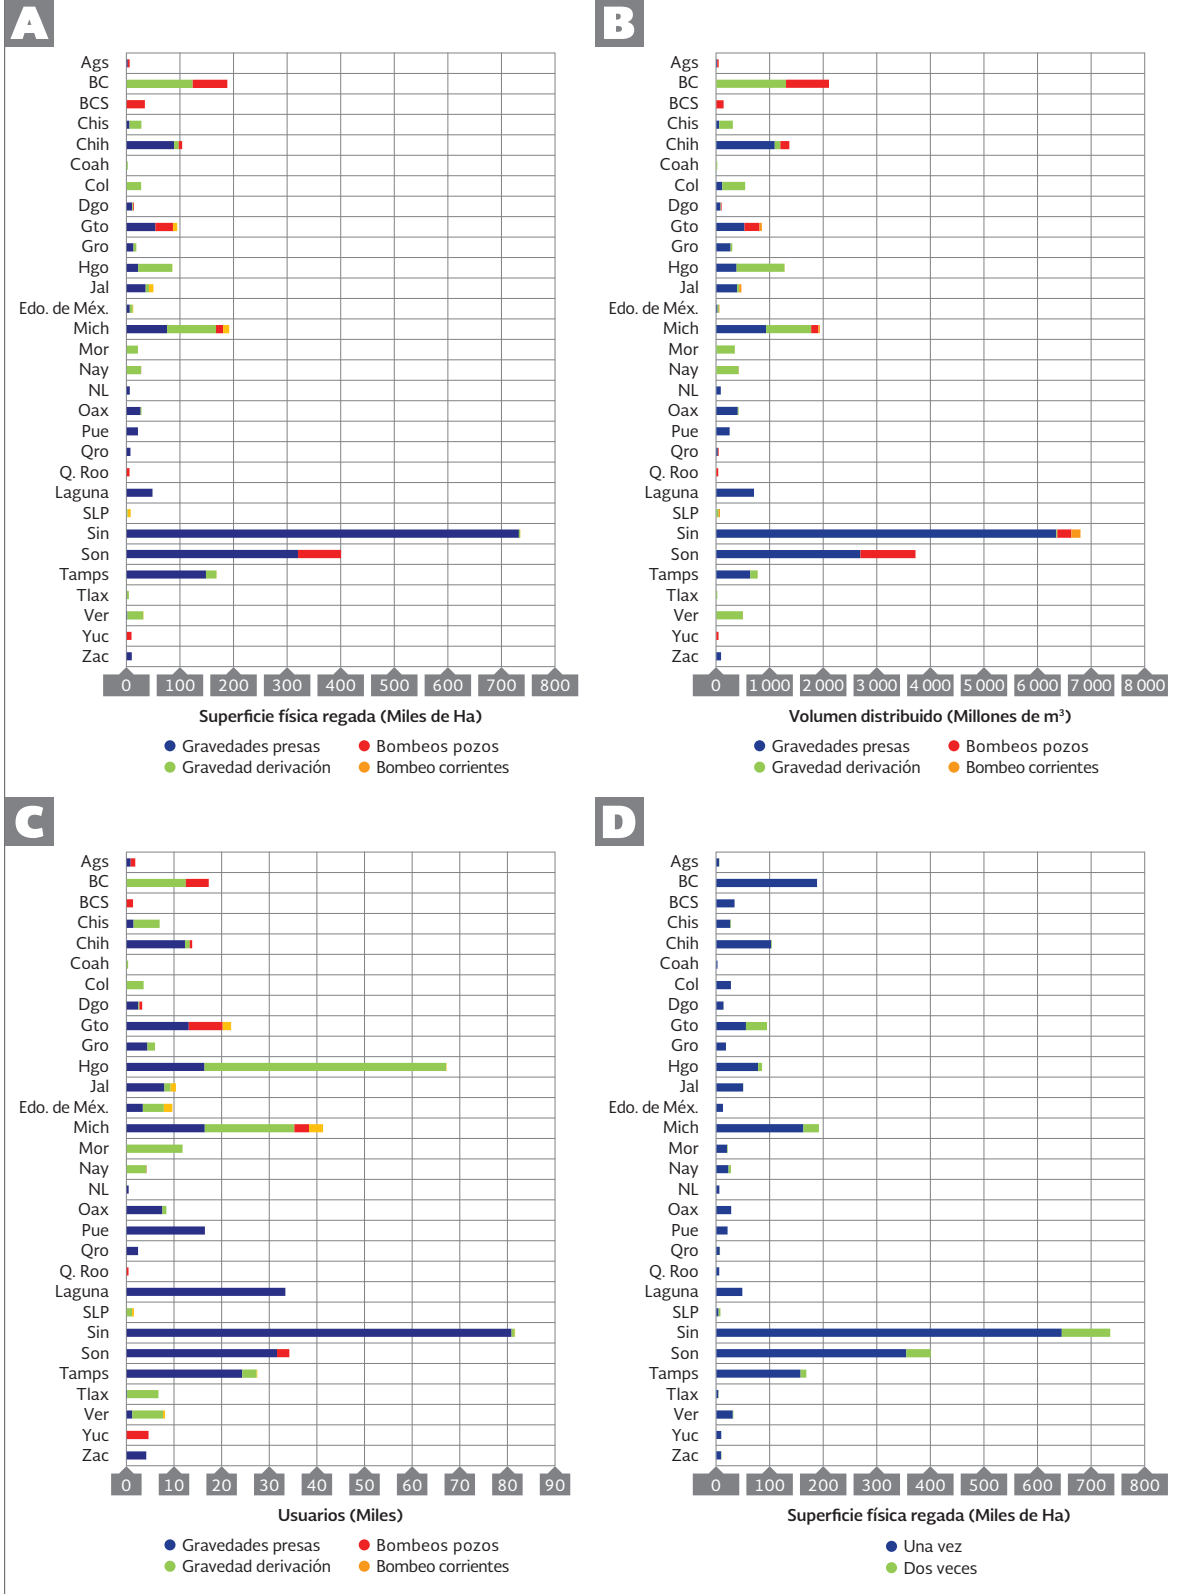 A
Ags
BC
BCS
Chis
Chih
Coah
Col
Dgo
Gto
Gro
Hgo
Jal
Edo. de Méx.
Mich
Mor
Nay
NL
Oax
Pue
Qro
Q. Roo
Laguna
SLP
Sin
Son
Tamps
Tlax
Ver
Yuc
Zac
0 100 200 300 400 500 600 700 800
Superficie física regada (Miles de Ha)
Gravedades presas Bombeos pozos
Gravedad derivación Bombeo corrientes
B
Ags
BC
BCS
Chis
Chih
Coah
Col
Dgo
Gto
Gro
Hgo
Jal
Edo. de Méx.
Mich
Mor
Nay
NL
Oax
Pue
Qro
Q. Roo
Laguna
SLP
Sin
Son
Tamps
Tlax
Ver
Yuc
Zac
0 1 000 2 000 3 000 4 000 5 000 6 000 7 000 8 000
Volumen distribuido (Millones de m³)
Gravedades presas Bombeos pozos
Gravedad derivación Bombeo corrientes
C
Ags
BC
BCS
Chis
Chih
Coah
Col
Dgo
Gto
Gro
Hgo
Jal
Edo. de Méx.
Mich
Mor
Nay
NL
Oax
Pue
Qro
Q. Roo
Laguna
SLP
Sin
Son
Tamps
Tlax
Ver
Yuc
Zac
0 10 20 30 40 50 60 70 80 90
Usuarios (Miles)
Gravedades presas Bombeos pozos
Gravedad derivación Bombeo corrientes
D
Ags
BC
BCS
Chis
Chih
Coah
Col
Dgo
Gto
Gro
Hgo
Jal
Edo. de Méx.
Mich
Mor
Nay
NL
Oax
Pue
Qro
Q. Roo
Laguna
SLP
Sin
Son
Tamps
Tlax
Ver
Yuc
Zac
0 100 200 300 400 500 600 700 800
Superficie física regada (Miles de Ha)
Una vez
Dos veces